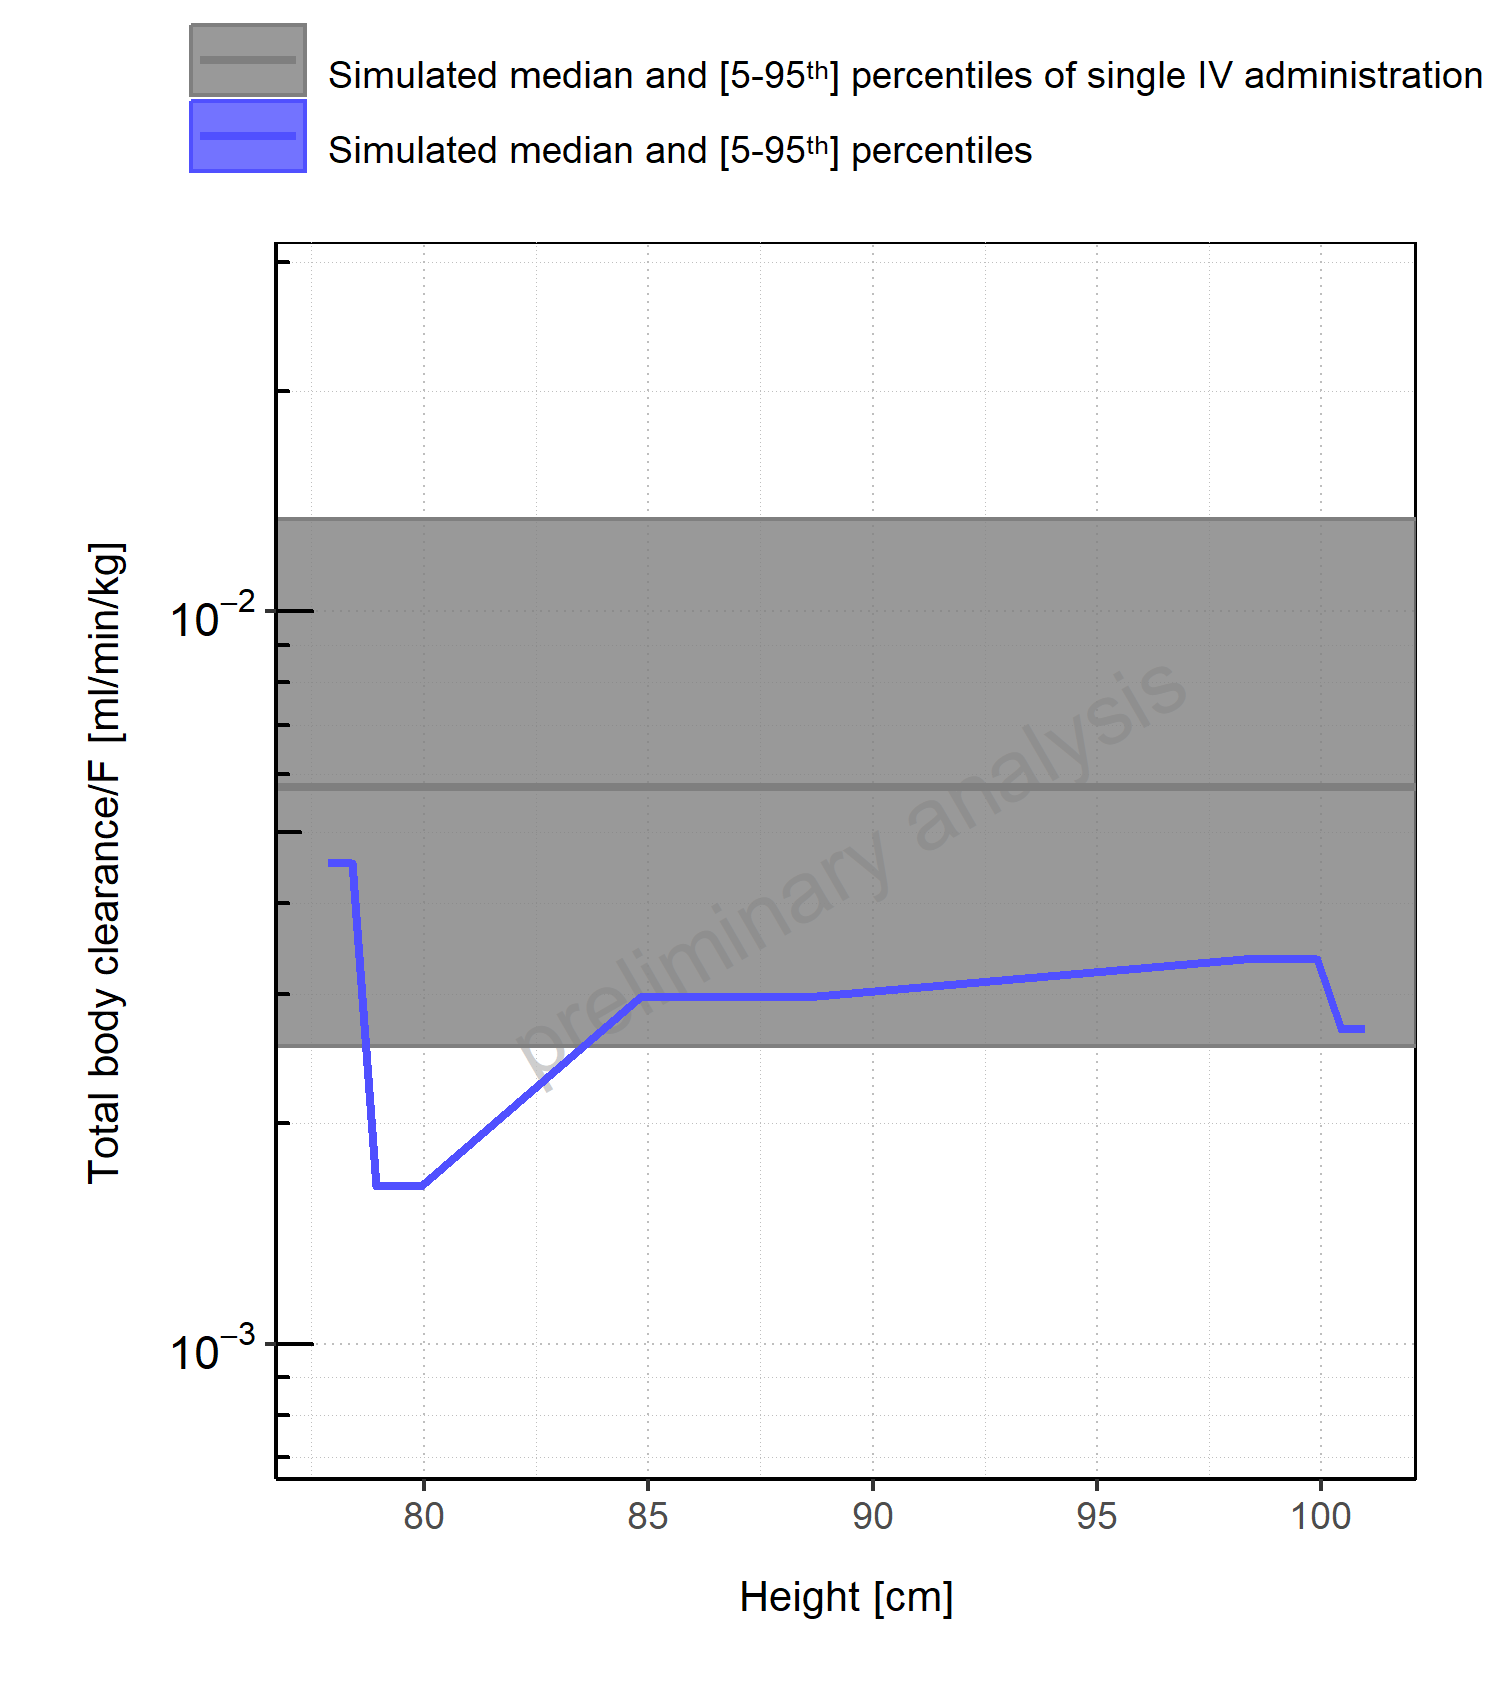 Simulated median and [5-95ᵗʰ] percentiles of single IV administration
Simulated median and [5-95ᵗʰ] percentiles
Total body clearance/F [ml/min/kg]
10⁻²
10⁻³
preliminary analysis
80 85 90 95 100
Height [cm]